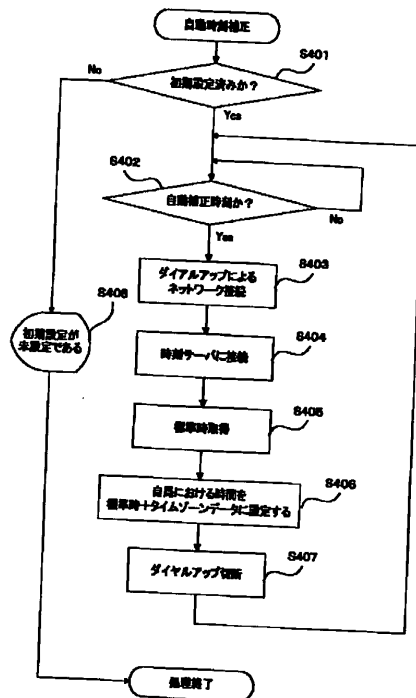 自動時刻補正
S401
初期設定済みか？
No
Yes
S402
自動補正時刻か？
No
Yes
S403
ダイアルアップによる
ネットワーク接続
S404
時刻サーバに接続
S405
標準時取得
S406
自局における時間を
標準時+タイムゾーンデータに設定する
S407
ダイヤルアップ切断
S408
初期設定が
未設定である
処理終了